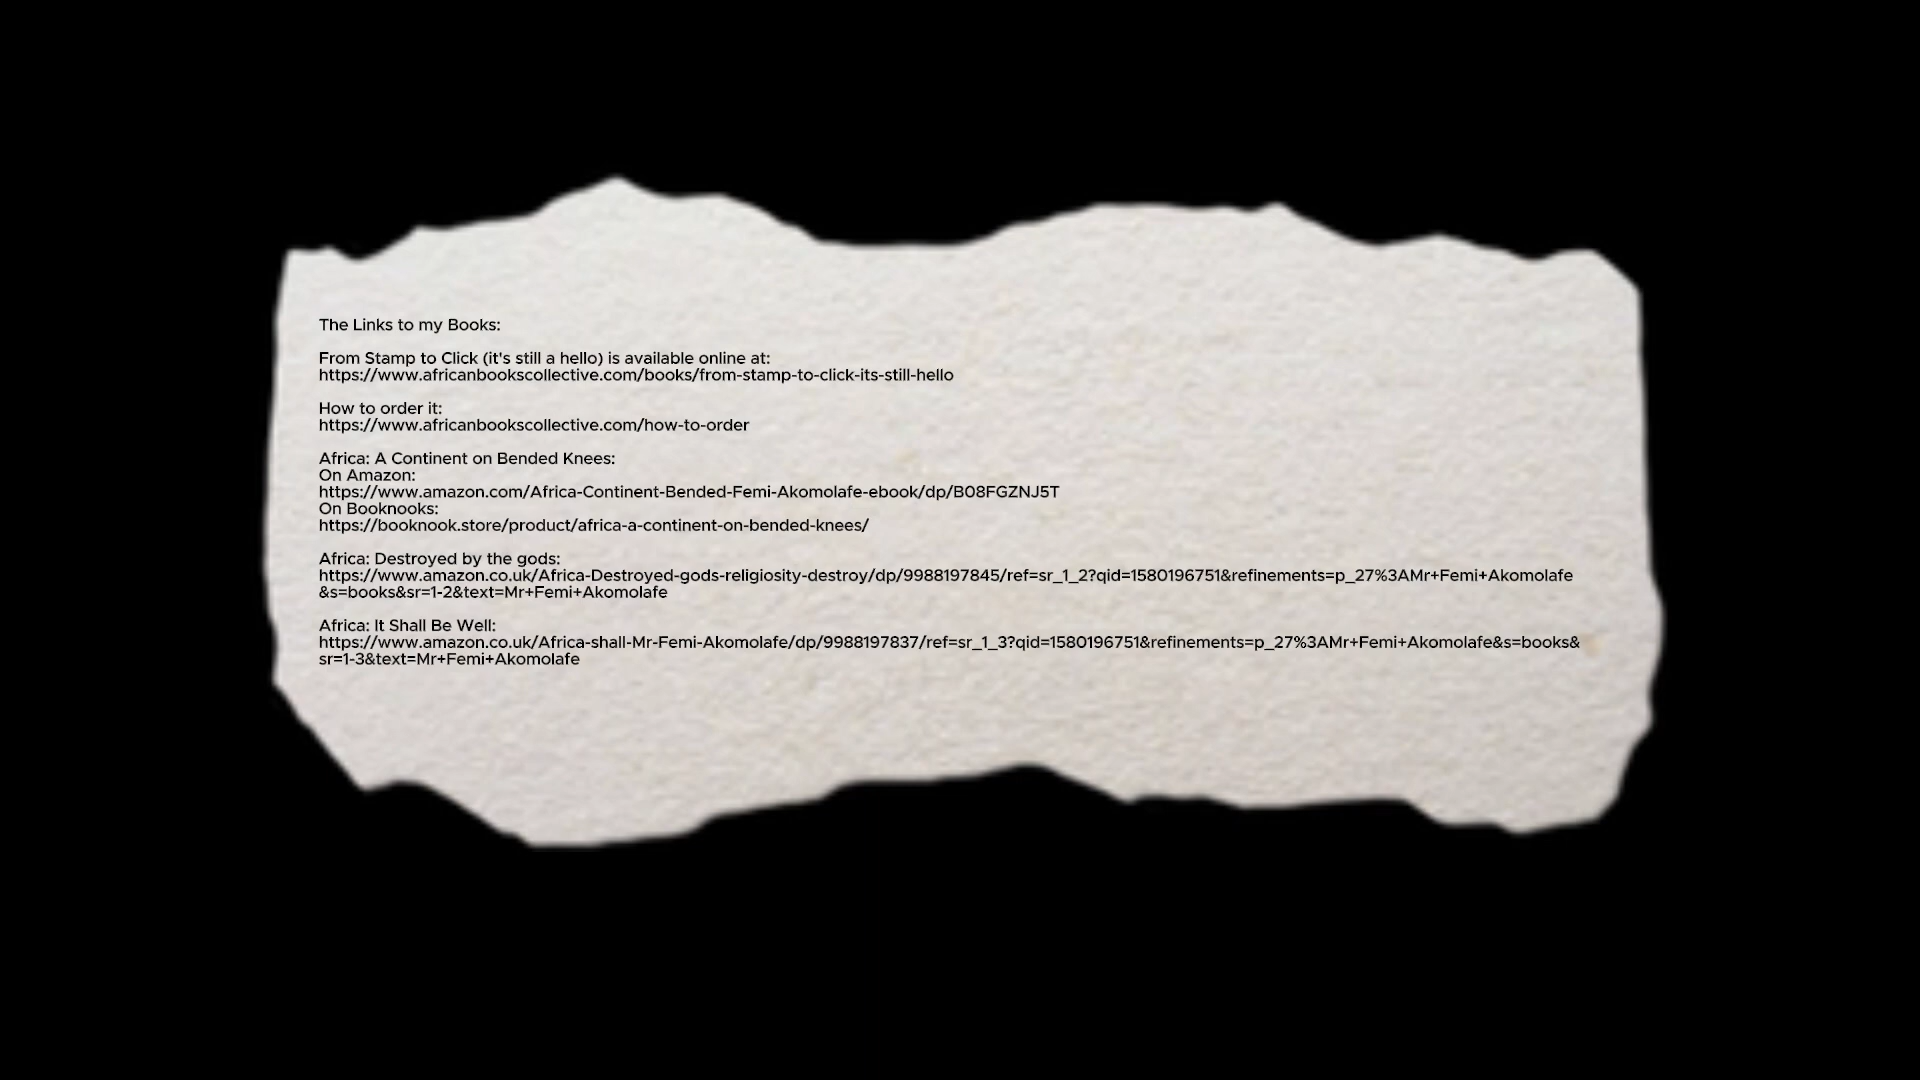 The Links to my Books:
From Stamp to Click (it's still a hello) is available online at:
https://www.africanbookscollective.com/books/from-stamp-to-click-its-still-hello
How to order it:
https://www.africanbookscollective.com/how-to-order
Africa: A Continent on Bended Knees:
On Amazon:
https://www.amazon.com/Africa-Continent-Bended-Femi-Akomolafe-ebook/dp/B08FGZNJ5T
On Booknooks:
https://booknook.store/product/africa-a-continent-on-bended-knees/
Africa: Destroyed by the gods:
https://www.amazon.co.uk/Africa-Destroyed-gods-religiosity-destroy/dp/9988197845/ref=sr_1_2?qid=1580196751&refinements=p_27%3AMr+Femi+Akomolafe
&s=books&sr=1-2&text=Mr+Femi+Akomolafe
Africa: It Shall Be Well:
https://www.amazon.co.uk/Africa-shall-Mr-Femi-Akomolafe/dp/9988197837/ref=sr_1_3?qid=1580196751&refinements=p_27%3AMr+Femi+Akomolafe&s=books&
sr=1-3&text=Mr+Femi+Akomolafe